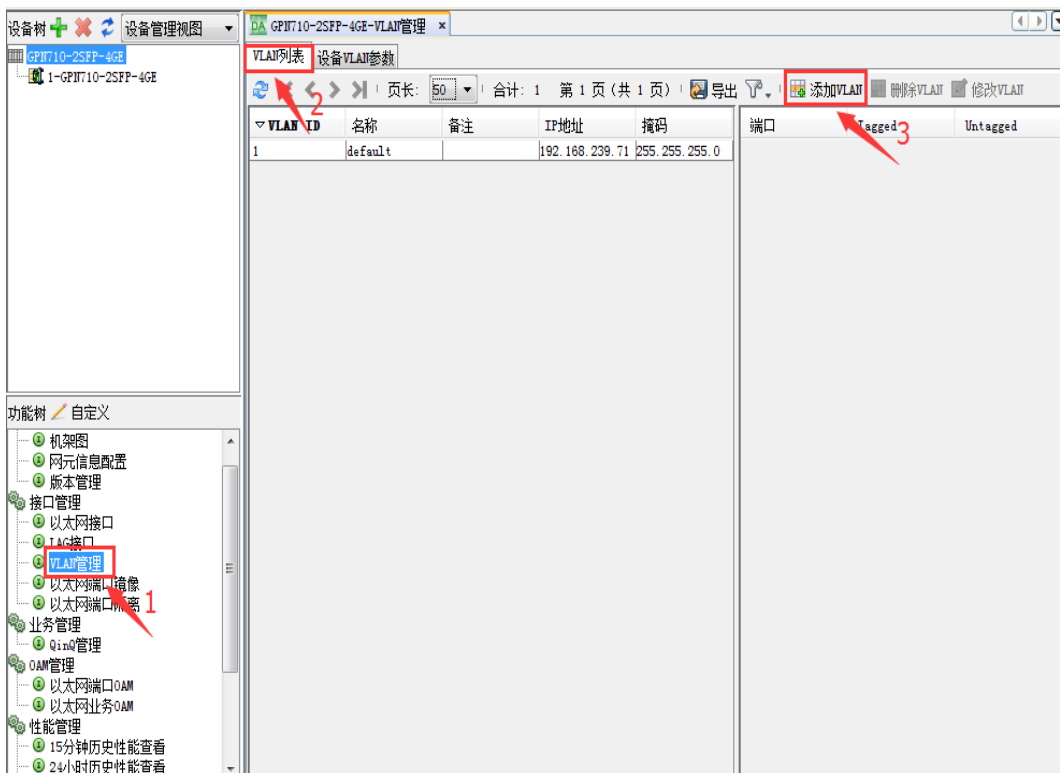 设备树 设备管理视图
GPN710-2SFP-4GE
1-GPN710-2SFP-4GE
功能树 自定义
机架图
网元信息配置
版本管理
接口管理
以太网接口
LAG接口
VLAN管理
以太网端口镜像
以太网端口隔离
1
业务管理
QinQ管理
OAM管理
以太网端口OAM
以太网业务OAM
性能管理
15分钟历史性能查看
24小时历史性能查看
DA GPN710-2SFP-4GE-VLAN管理
VLAN列表 设备VLAN参数
页长: 50 合计: 1 第 1 页 (共 1 页) 导出 添加VLAN 删除VLAN 修改VLAN
2
3
VLAN ID 名称 备注 IP地址 掩码
1 default 192.168.239.71 255.255.255.0
端口 Tagged Untagged